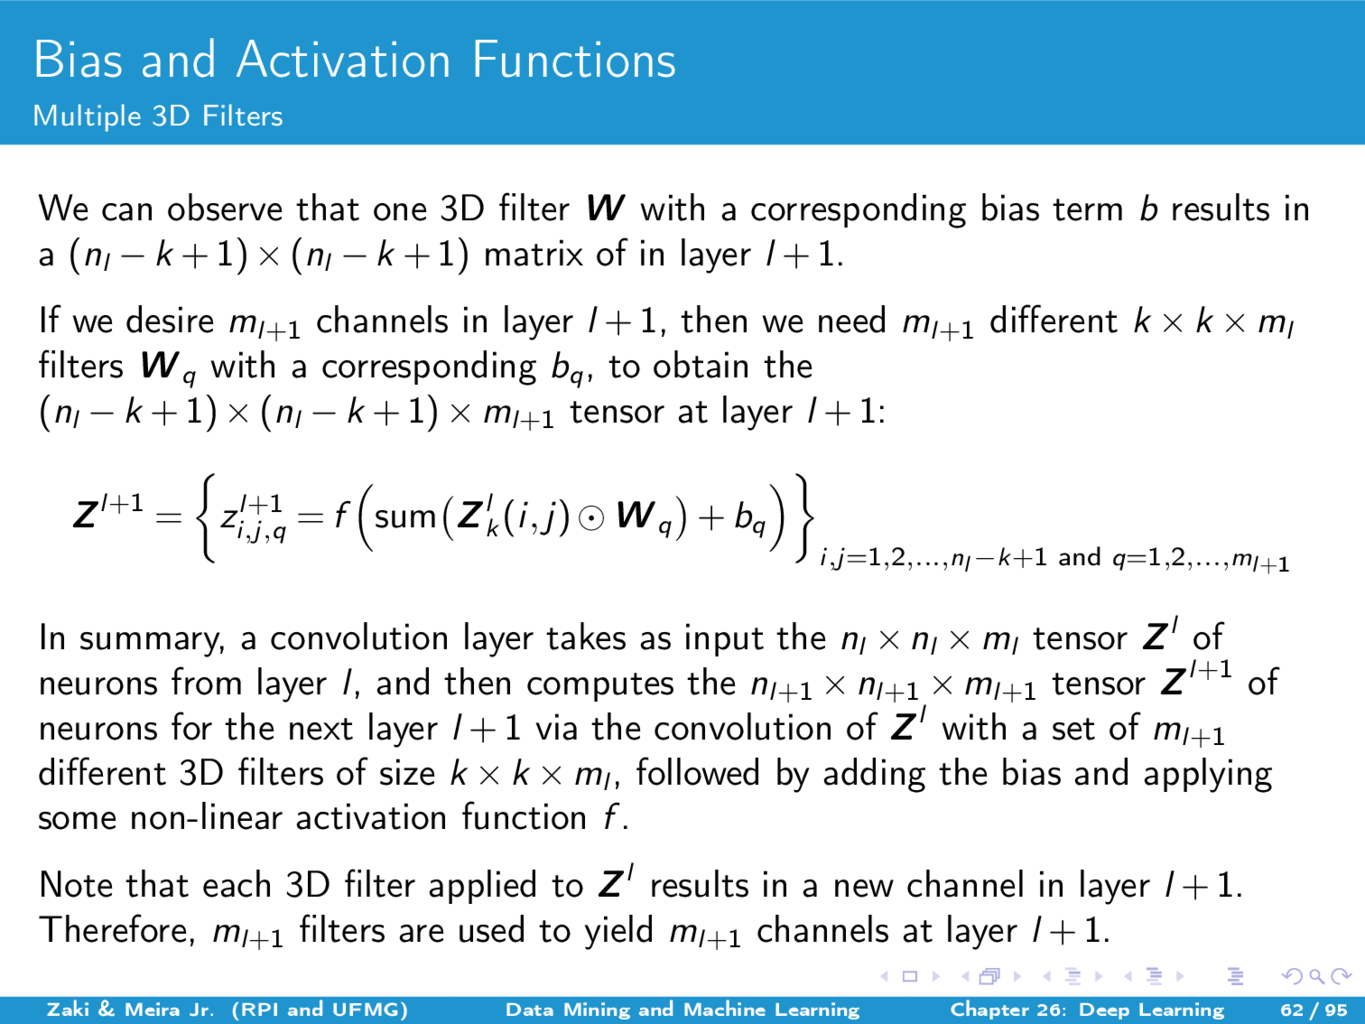 Bias and Activation Functions
Multiple 3D Filters
We can observe that one 3D filter W with a corresponding bias term b results in
a (n_l − k + 1) × (n_l − k + 1) matrix of in layer l + 1.
If we desire m_{l+1} channels in layer l + 1, then we need m_{l+1} different k × k × m_l
filters W_q with a corresponding b_q, to obtain the
(n_l − k + 1) × (n_l − k + 1) × m_{l+1} tensor at layer l + 1:
Z^{l+1} = { z^{l+1}_{i,j,q} = f ( sum( Z^l_k(i,j) ⊙ W_q ) + b_q ) }_{i,j=1,2,...,n_l−k+1 and q=1,2,...,m_{l+1}}
In summary, a convolution layer takes as input the n_l × n_l × m_l tensor Z^l of
neurons from layer l, and then computes the n_{l+1} × n_{l+1} × m_{l+1} tensor Z^{l+1} of
neurons for the next layer l + 1 via the convolution of Z^l with a set of m_{l+1}
different 3D filters of size k × k × m_l, followed by adding the bias and applying
some non-linear activation function f.
Note that each 3D filter applied to Z^l results in a new channel in layer l + 1.
Therefore, m_{l+1} filters are used to yield m_{l+1} channels at layer l + 1.
Zaki & Meira Jr. (RPI and UFMG) Data Mining and Machine Learning Chapter 26: Deep Learning 62 / 95